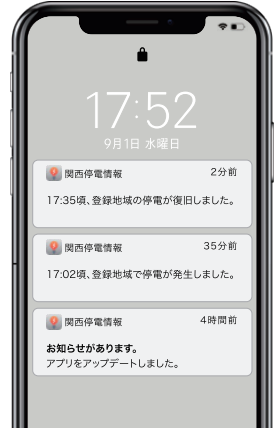 17:52
9月1日 水曜日
関西停電情報 2分前
17:35頃、登録地域の停電が復旧しました。
関西停電情報 35分前
17:02頃、登録地域で停電が発生しました。
関西停電情報 4時間前
お知らせがあります。
アプリをアップデートしました。